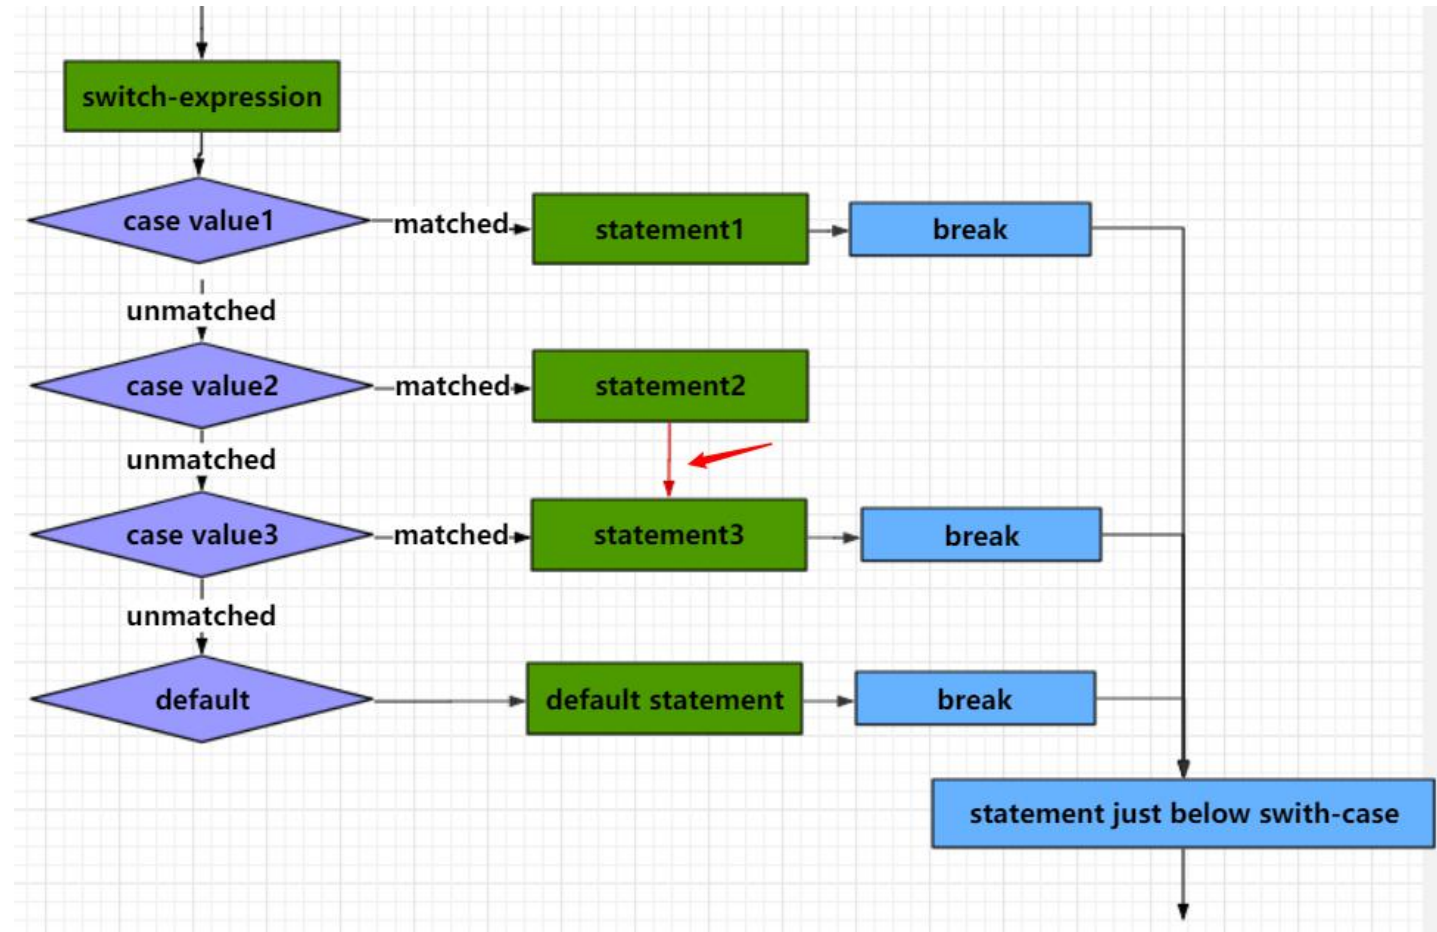 switch-expression
case value1
matched
statement1
break
unmatched
case value2
matched
statement2
unmatched
case value3
matched
statement3
break
unmatched
default
default statement
break
statement just below swith-case